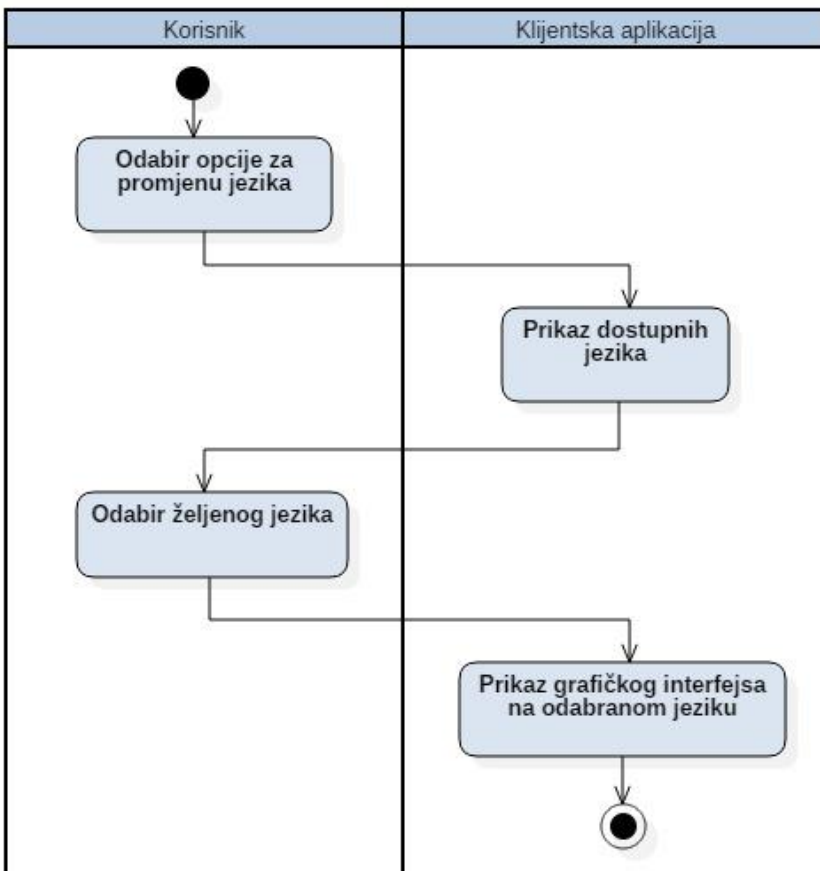 Korisnik
Klijentska aplikacija
Odabir opcije za
promjenu jezika
Prikaz dostupnih
jezika
Odabir željenog jezika
Prikaz grafičkog interfejsa
na odabranom jeziku